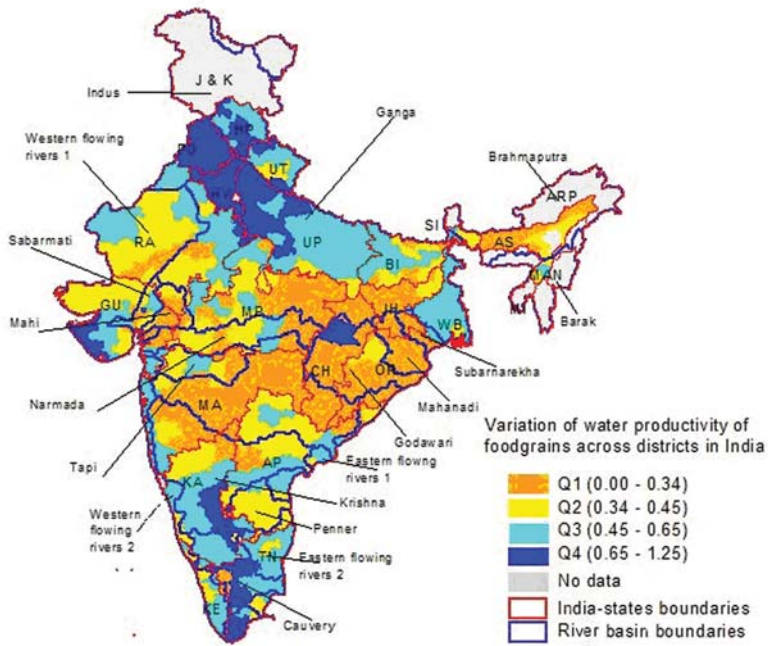 J & K
Indus
Ganga
HP
Western flowing
rivers 1
PU
Brahmaputra
UT
ARP
HY
SI
RA
UP
AS
Sabarmati
BI
MAN
GU
MP
JH
Mahi
WB
Barak
MI
Subarnarekha
CH
OR
Narmada
MA
Mahanadi
Variation of water productivity of
foodgrains across districts in India
Godawari
Tapi
AP
Eastern flowng
rivers 1
Q1 (0.00 - 0.34)
KA
Krishna
Q2 (0.34 - 0.45)
Western
flowing
rivers 2
Penner
Q3 (0.45 - 0.65)
TN
Eastern flowing
rivers 2
Q4 (0.65 - 1.25)
No data
KE
India-states boundaries
Cauvery
River basin boundaries